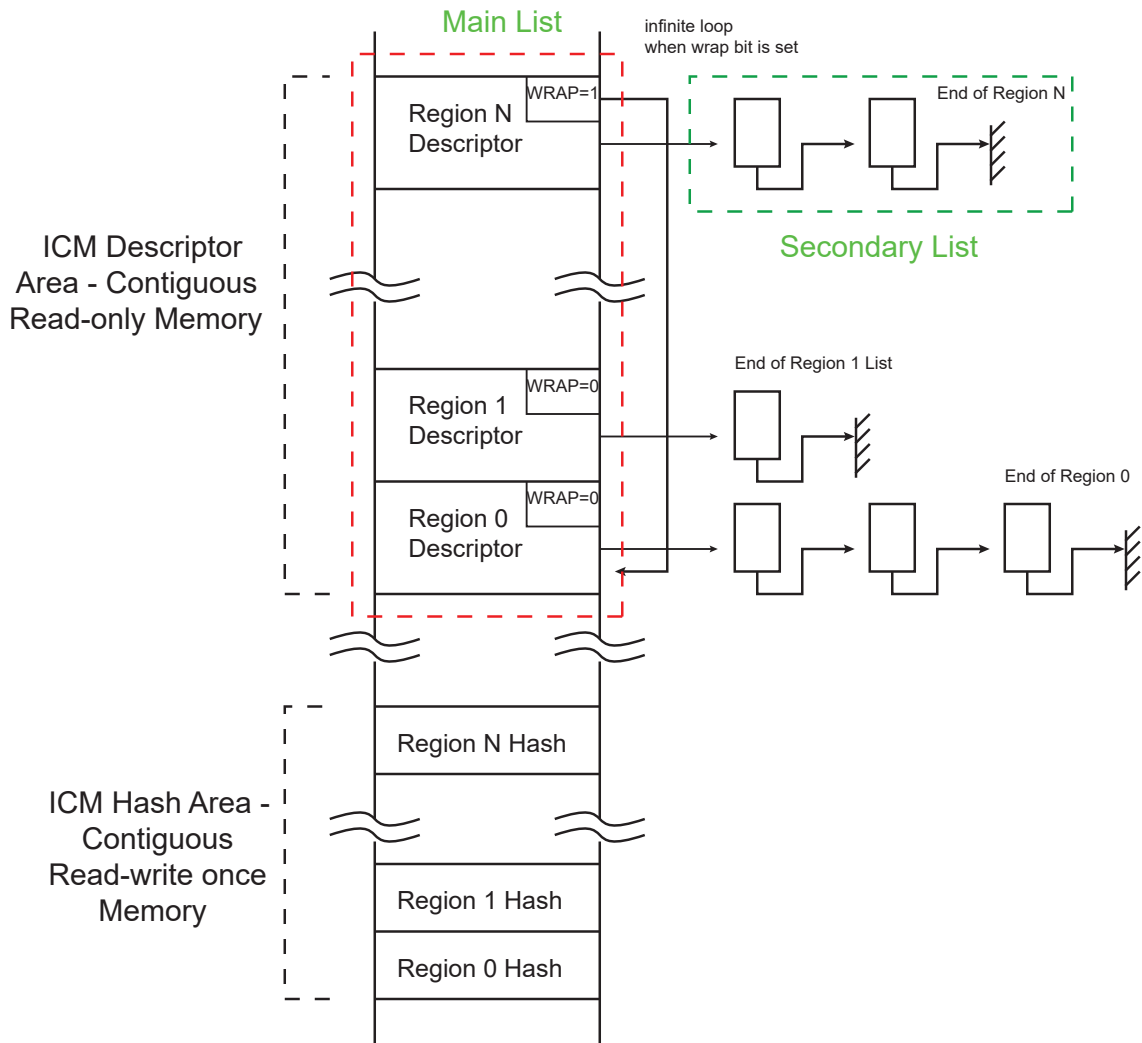 Main List
infinite loop
when wrap bit is set
WRAP=1
End of Region N
Region N
Descriptor
Secondary List
ICM Descriptor
Area - Contiguous
Read-only Memory
End of Region 1 List
WRAP=0
Region 1
Descriptor
End of Region 0
WRAP=0
Region 0
Descriptor
Region N Hash
ICM Hash Area -
Contiguous
Read-write once
Memory
Region 1 Hash
Region 0 Hash